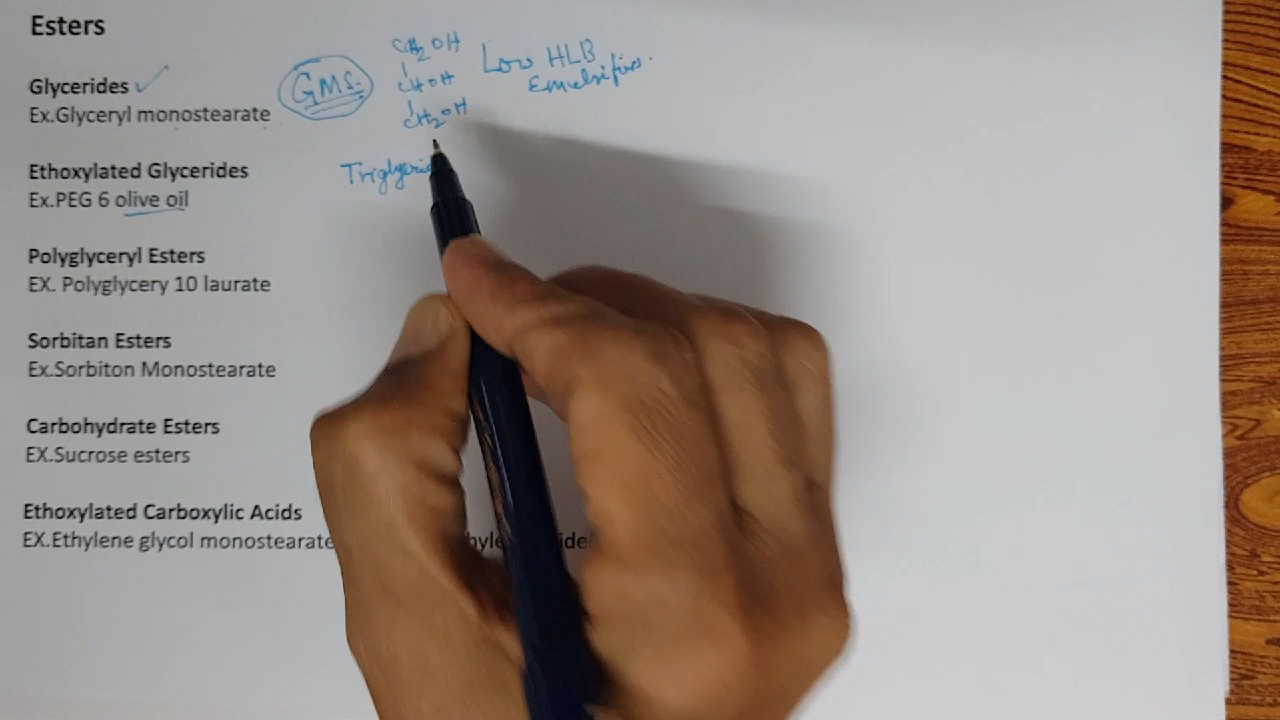 Esters
Glycerides
Ex.Glyceryl monostearate
GMS.
CH2OH
CHOH
CH2OH
Low HLB
Emulsifier.
Ethoxylated Glycerides
Ex.PEG 6 olive oil
Polyglyceryl Esters
EX. Polyglycery 10 laurate
Sorbitan Esters
Ex.Sorbiton Monostearate
Carbohydrate Esters
EX.Sucrose esters
Ethoxylated Carboxylic Acids
EX.Ethylene glycol monostearate